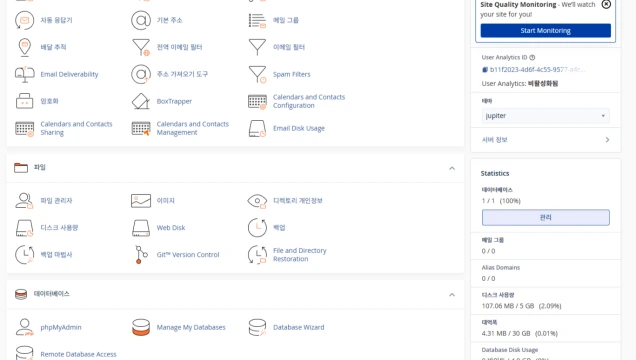 자동 응답기
기본 주소
메일 그룹
배달 추적
전역 이메일 필터
이메일 필터
Email Deliverability
주소 가져오기 도구
Spam Filters
암호화
BoxTrapper
Calendars and Contacts
Configuration
Calendars and Contacts
Sharing
Calendars and Contacts
Management
Email Disk Usage
파일
파일 관리자
이미지
디렉토리 개인정보
디스크 사용량
Web Disk
백업
백업 마법사
Git™ Version Control
File and Directory
Restoration
데이터베이스
phpMyAdmin
Manage My Databases
Database Wizard
Remote Database Access
Site Quality Monitoring - We'll watch
your site for you!
Start Monitoring
User Analytics ID
b11f2023-4d6f-4c55-9577
User Analytics: 비활성화됨
테마
jupiter
서버 정보
Statistics
데이터베이스
1 / 1 (100%)
관리
메일 그룹
0 / 0
Alias Domains
0 / 0
디스크 사용량
107.06 MB / 5 GB (2.09%)
대역폭
4.31 MB / 30 GB (0.01%)
Database Disk Usage